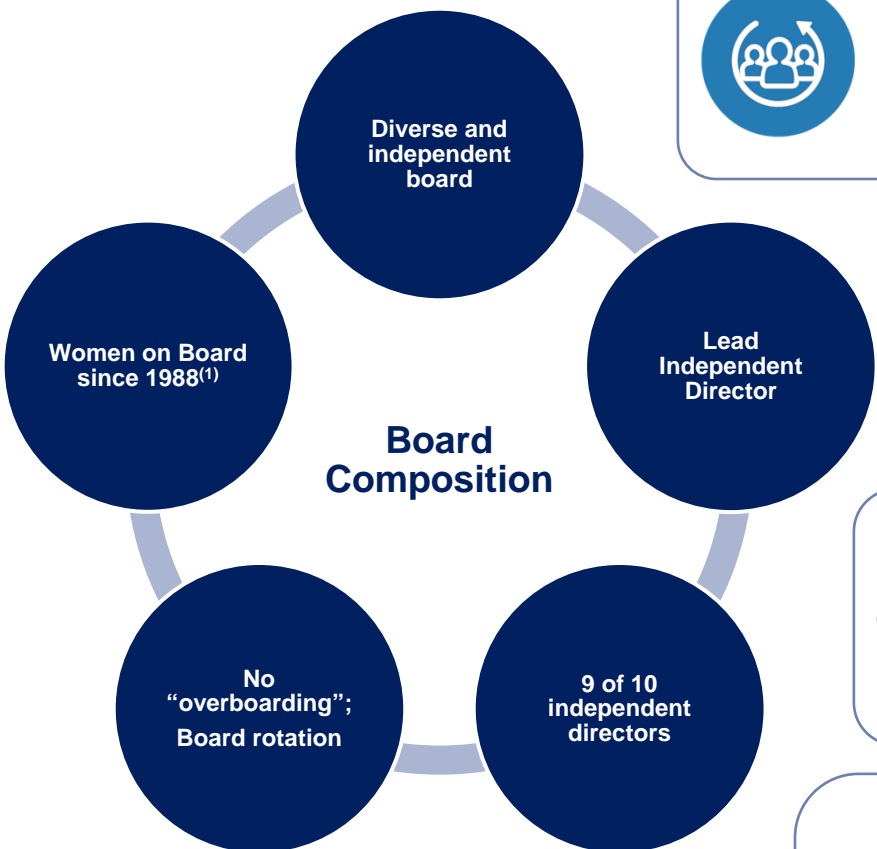 Diverse and
independent
board
Women on Board
since 1988(1)
Lead
Independent
Director
Board
Composition
No
“overboarding”;
Board rotation
9 of 10
independent
directors